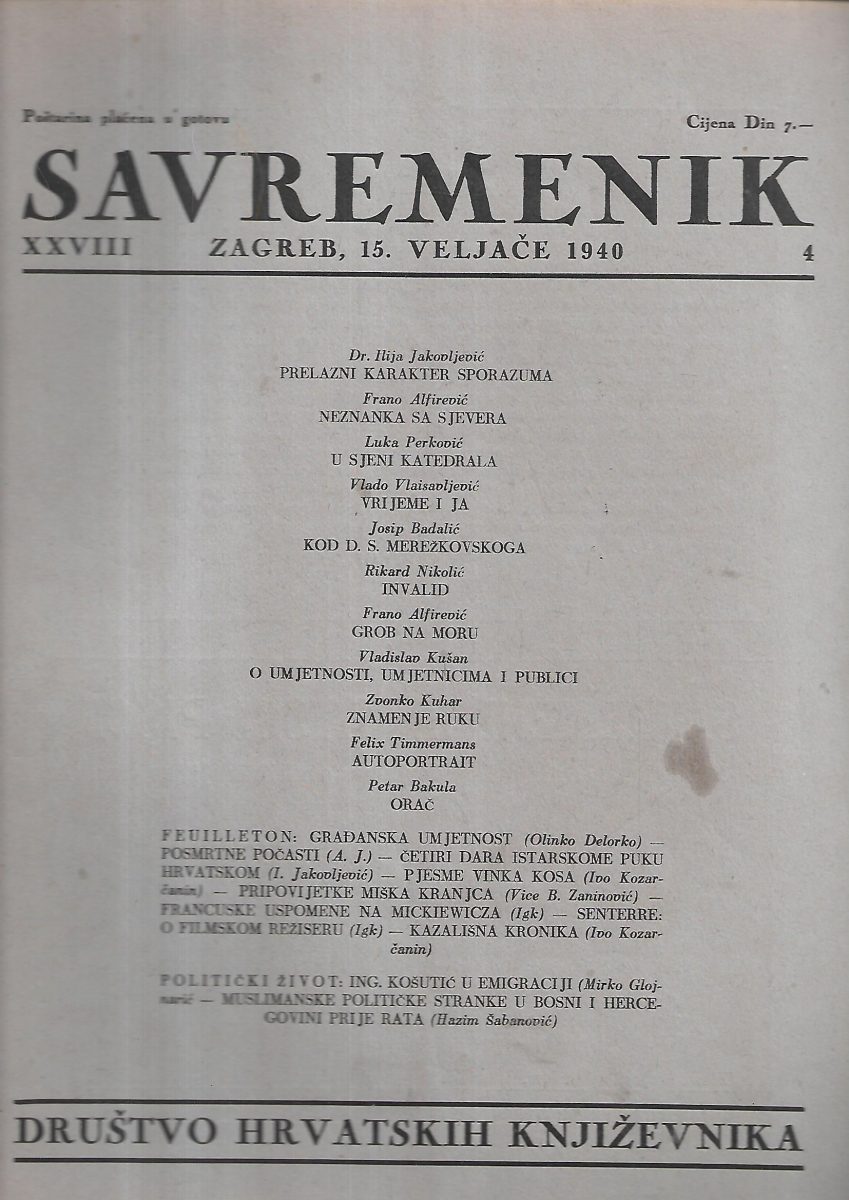 Poštarina plaćena u gotovu
Cijena Din 7.—
SAVREMENIK
XXVIII
ZAGREB, 15. VELJAČE 1940
4
Dr. Ilija Jakovljević
PRELAZNI KARAKTER SPORAZUMA
Frano Alfirević
NEZNANKA SA SJEVERA
Luka Perković
U SJENI KATEDRALA
Vlado Vlaisavljević
VRIJEME I JA
Josip Badalić
KOD D. S. MEREŽKOVSKOGA
Rikard Nikolić
INVALID
Frano Alfirević
GROB NA MORU
Vladislav Kušan
O UMJETNOSTI, UMJETNICIMA I PUBLICI
Zvonko Kuhar
ZNAMENJE RUKU
Felix Timmermans
AUTOPORTRAIT
Petar Bakula
ORAČ
FEUILLETON: GRAĐANSKA UMJETNOST (Olinko Delorko) —
POSMRTNE POČASTI (A. J.) — ČETIRI DARA ISTARSKOME PUKU
HRVATSKOM (I. Jakovljević) — PJESME VINKA KOSA (Ivo Kozar-
čanin) — PRIPOVIJETKE MIŠKA KRANJCA (Vice B. Zaninović) —
FRANCUSKE USPOMENE NA MICKIEWICZA (Igk) — SENTERRE:
O FILMSKOM REŽISERU (Igk) — KAZALIŠNA KRONIKA (Ivo Kozar-
čanin)
POLITIČKI ŽIVOT: ING. KOŠUTIĆ U EMIGRACIJI (Mirko Gloj-
narić — MUSLIMANSKE POLITIČKE STRANKE U BOSNI I HERCE-
GOVINI PRIJE RATA (Hazim Šabanović)
DRUŠTVO HRVATSKIH KNJIŽEVNIKA